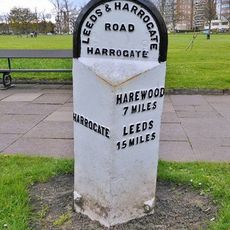 LEEDS & HARROGATE
ROAD
HARROGATE
HARROGATE
HAREWOOD
7 MILES
LEEDS
15 MILES